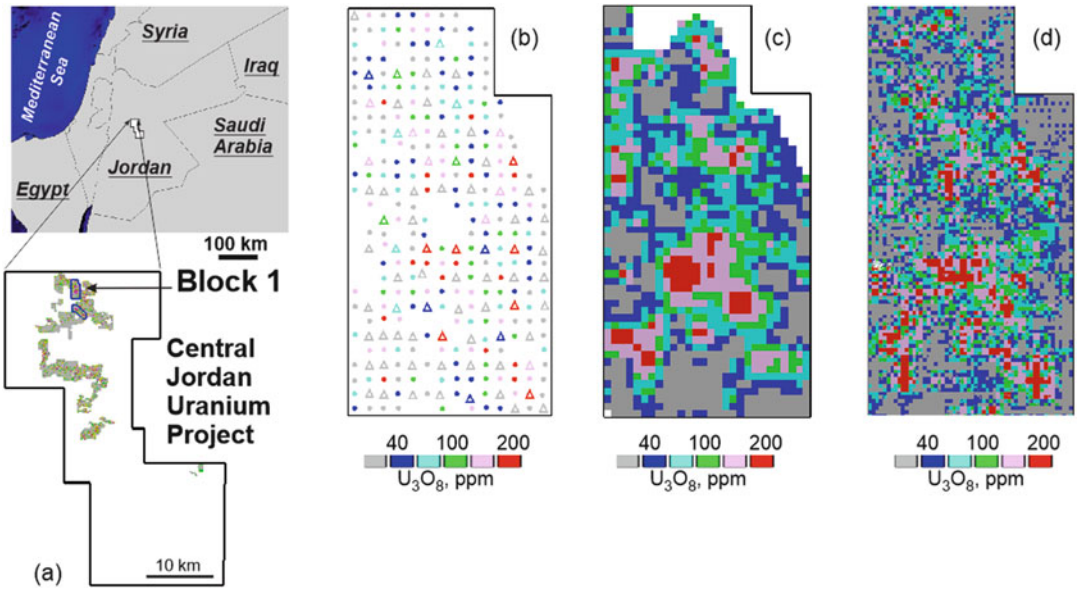 Mediterranean
Sea
Syria
Iraq
Saudi
Arabia
Jordan
Egypt
100 km
Block 1
Central
Jordan
Uranium
Project
10 km
(a)
(b)
40 100 200
U₃O₈, ppm
(c)
40 100 200
U₃O₈, ppm
(d)
40 100 200
U₃O₈, ppm